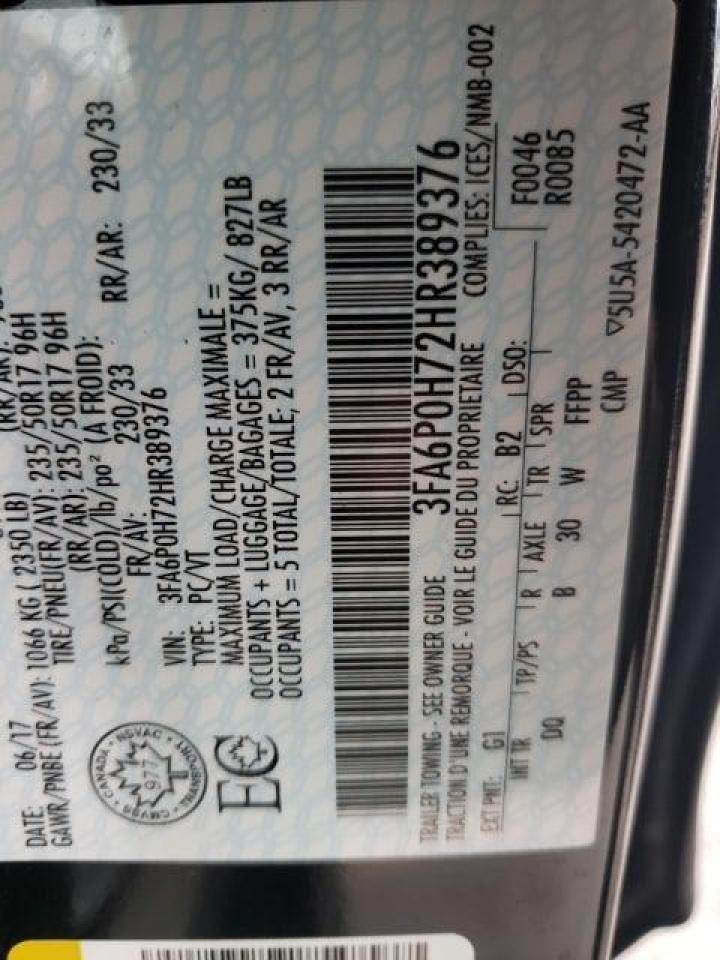 DATE: 06/17
GAWR/PNBE (FR/AV): 1066 KG ( 2350 LB)
TIRE/PNEU(FR/AV): 235/50R17 96H
(RR/AR): 235/50R17 96H
kPa/PSI(COLD)/lb/po² (A FROID):
FR/AV: 230/33 RR/AR: 230/33
VIN: 3FA6P0H72HR389376
TYPE: PC/VT
MAXIMUM LOAD/CHARGE MAXIMALE =
OCCUPANTS + LUGGAGE/BAGAGES = 375KG/ 827LB
OCCUPANTS = 5 TOTAL/TOTALE; 2 FR/AV, 3 RR/AR
CANADA · NSVAC · TRANSPORT · CMVSS
977
EC
3FA6P0H72HR389376
TRAILER TOWING - SEE OWNER GUIDE
TRACTION D'UNE REMORQUE - VOIR LE GUIDE DU PROPRIETAIRE COMPLIES: ICES/NMB-002
EXT PNT: G1 RC: B2 DSO: F0046
R0085
INT TR TP/PS R AXLE TR SPR
DQ B 30 W FFPP
CMP ▽5U5A-5420472-AA